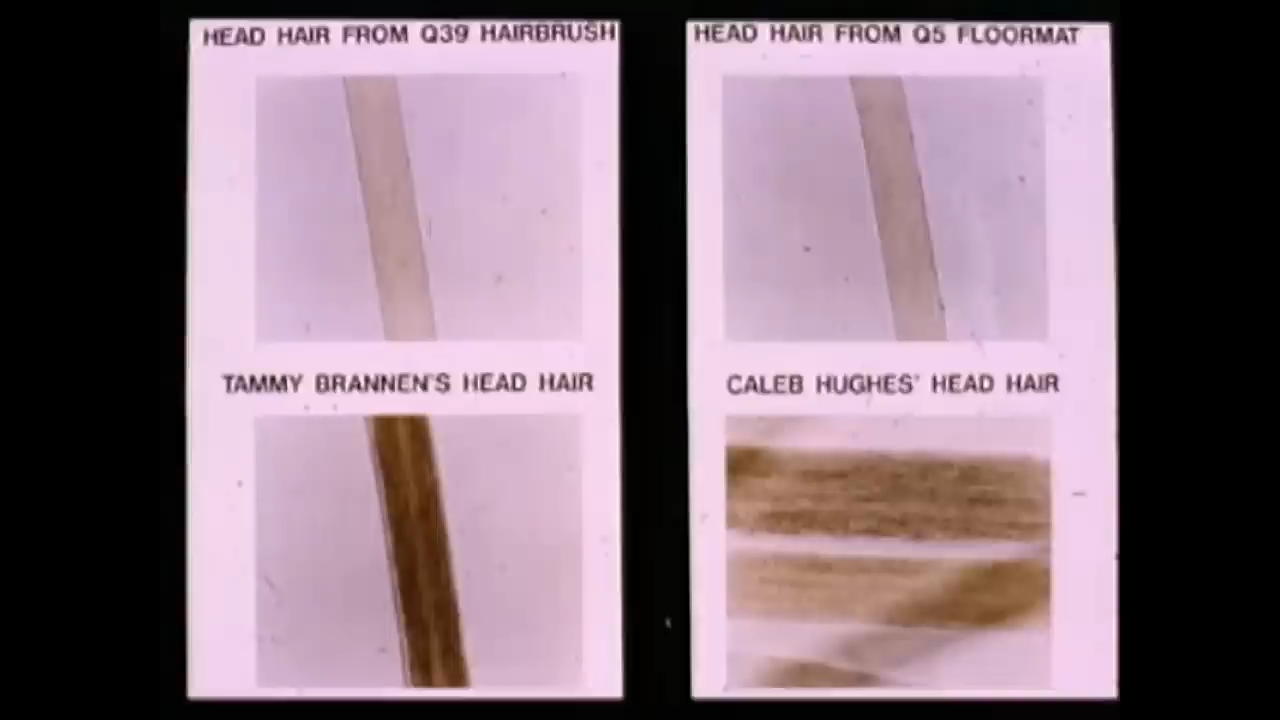 HEAD HAIR FROM Q39 HAIRBRUSH
HEAD HAIR FROM Q5 FLOORMAT
TAMMY BRANNEN'S HEAD HAIR
CALEB HUGHES' HEAD HAIR